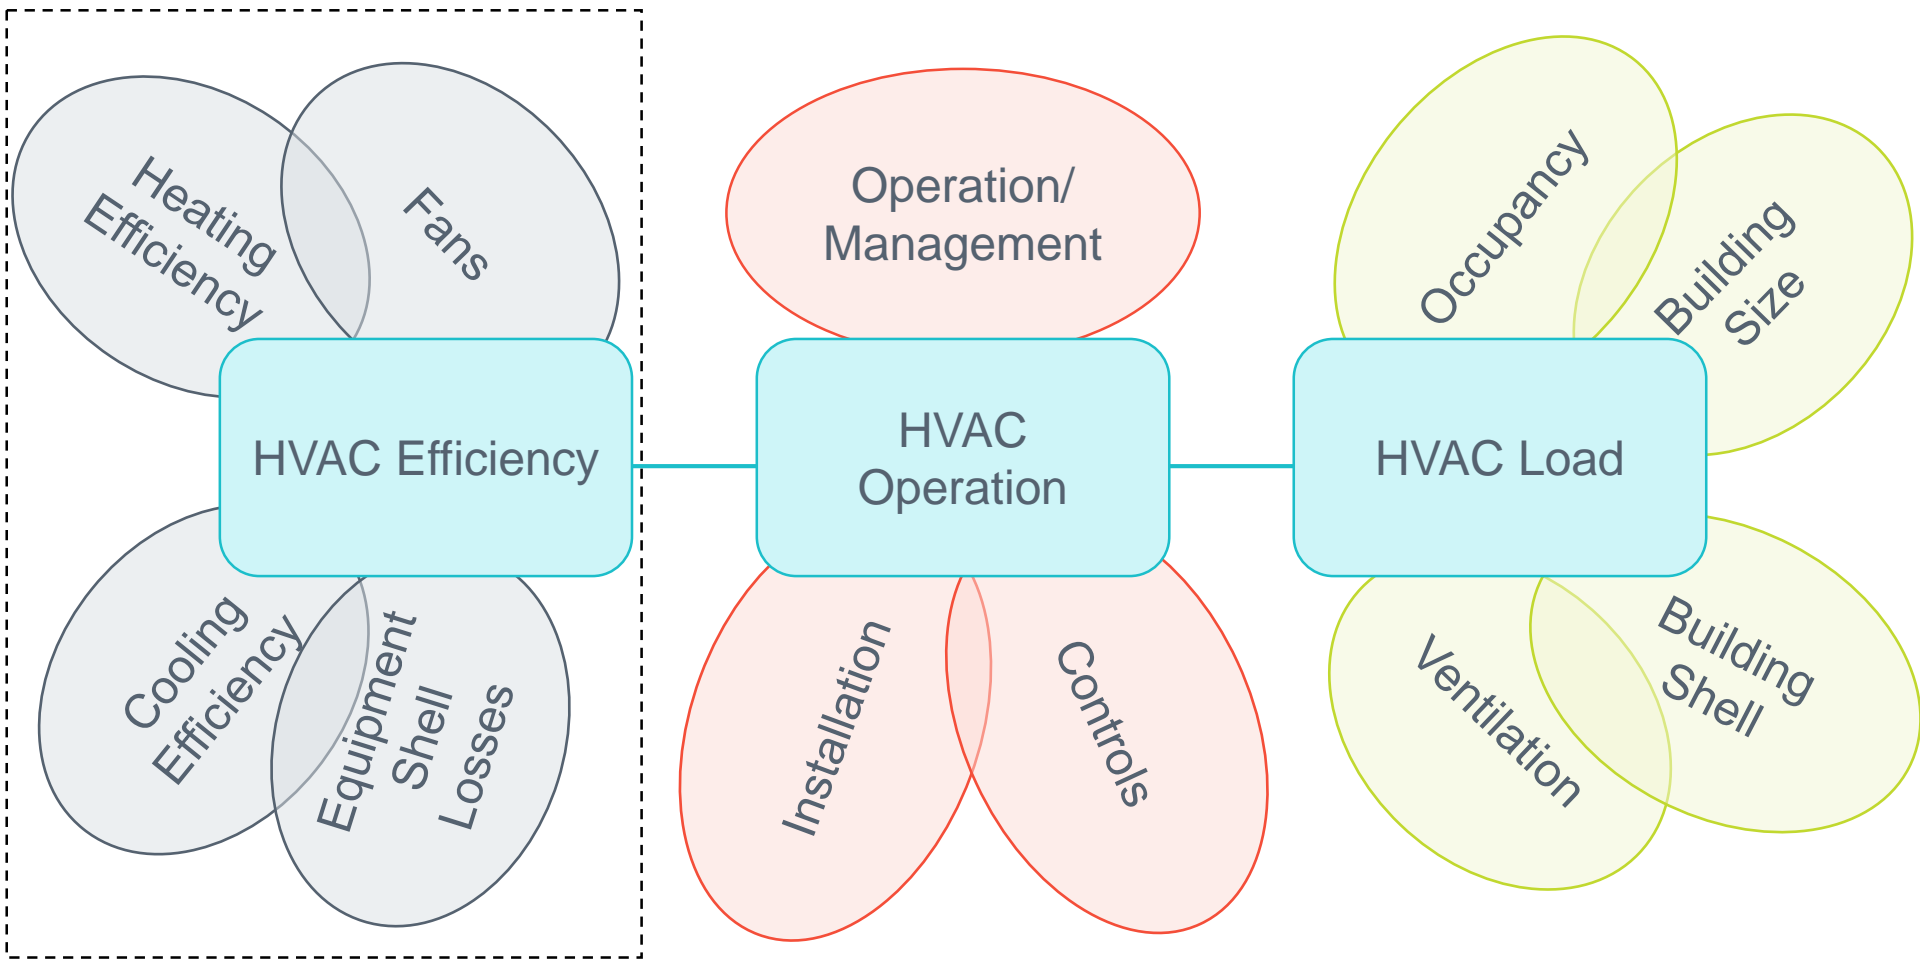 Heating
Efficiency
Fans
HVAC Efficiency
Cooling
Efficiency
Equipment
Shell
Losses
Operation/
Management
HVAC
Operation
Installation
Controls
Occupancy
Building
Size
HVAC Load
Ventilation
Building
Shell